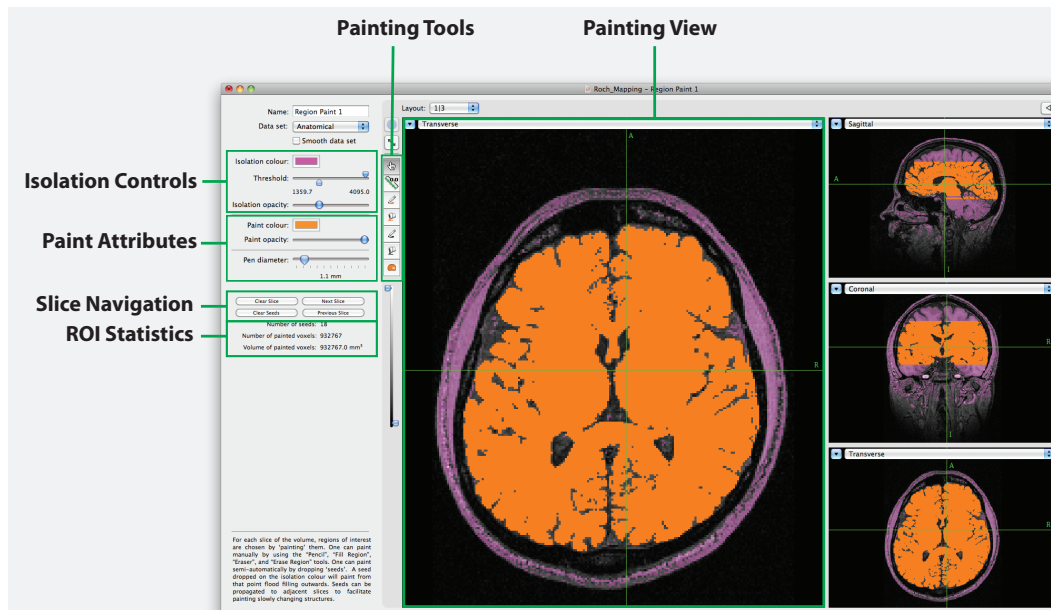 Painting Tools
Painting View
Roch_Mapping – Region Paint 1
Name: Region Paint 1
Data set: Anatomical
Smooth data set
Layout: 1|3
Transverse
Sagittal
Isolation Controls
Isolation colour:
Threshold:
1359.7 4095.0
Isolation opacity:
Paint Attributes
Paint colour:
Paint opacity:
Pen diameter:
1.1 mm
Slice Navigation
Clear Slice Next Slice
Clear Seeds Previous Slice
ROI Statistics
Number of seeds: 18
Number of painted voxels: 932767
Volume of painted voxels: 932767.0 mm³
A
R
A
I
Coronal
R
I
Transverse
A
R
For each slice of the volume, regions of interest
are chosen by 'painting' them. One can paint
manually by using the "Pencil", "Fill Region",
"Eraser", and "Erase Region" tools. One can paint
semi-automatically by dropping 'seeds'. A seed
dropped on the isolation colour will paint from
that point flood filling outwards. Seeds can be
propagated to adjacent slices to facilitate
painting slowly changing structures.